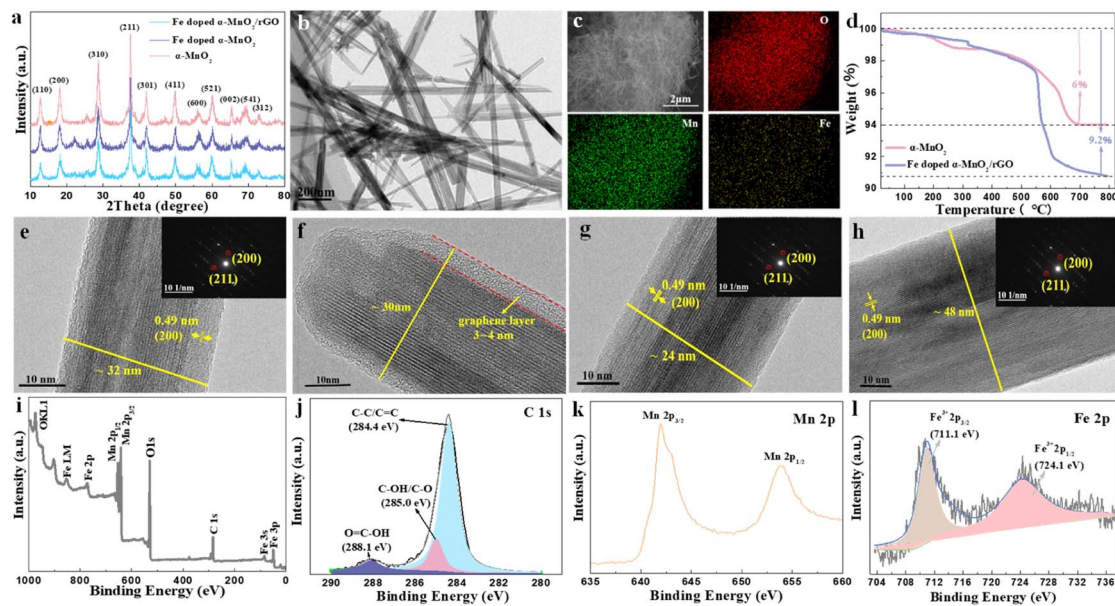 a
Fe doped α-MnO₂/rGO
Fe doped α-MnO₂
α-MnO₂
(110)
(200)
(310)
(211)
(301)
(411)
(600)
(521)
(002)
(541)
(312)
Intensity (a.u.)
10 20 30 40 50 60 70 80
2Theta (degree)
b
200nm
c
2μm
O
Mn
Fe
d
100
98
96
94
92
90
Weight (%)
6%
9.2%
α-MnO₂
Fe doped α-MnO₂/rGO
100 200 300 400 500 600 700 800
Temperature ( °C)
e
(200)
(211)
10 1/nm
0.49 nm
(200)
~ 32 nm
10 nm
f
~ 30nm
graphene layer
3~4 nm
10nm
g
(200)
(211)
10 1/nm
0.49 nm
(200)
~ 24 nm
10 nm
h
(200)
(211)
10 1/nm
0.49 nm
(200)
~ 48 nm
10 nm
i
OKL1
Fe LM
Fe 2p
Mn 2p1/2
Mn 2p3/2
O1s
C 1s
Fe 3s
Fe 3p
Intensity (a.u.)
1000 800 600 400 200 0
Binding Energy (eV)
j
C 1s
C-C/C=C
(284.4 eV)
C-OH/C-O
(285.0 eV)
O=C-OH
(288.1 eV)
Intensity (a.u.)
290 288 286 284 282 280
Binding Energy (eV)
k
Mn 2p
Mn 2p3/2
Mn 2p1/2
Intensity (a.u.)
635 640 645 650 655 660
Binding Energy (eV)
l
Fe 2p
Fe³⁺ 2p3/2
(711.1 eV)
Fe³⁺ 2p1/2
(724.1 eV)
Intensity (a.u.)
704 708 712 716 720 724 728 732 736
Binding Energy (eV)